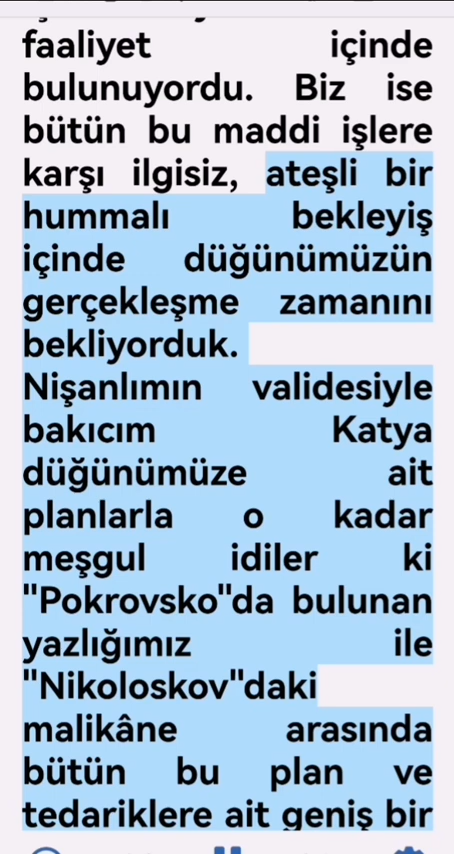 faaliyet içinde
bulunuyordu. Biz ise
bütün bu maddi işlere
karşı ilgisiz, ateşli bir
hummalı bekleyiş
içinde düğünümüzün
gerçekleşme zamanını
bekliyorduk.
Nişanlımın validesiyle
bakıcım Katya
düğünümüze ait
planlarla o kadar
meşgul idiler ki
"Pokrovsko"da bulunan
yazlığımız ile
"Nikoloskov"daki
malikâne arasında
bütün bu plan ve
tedariklere ait geniş bir